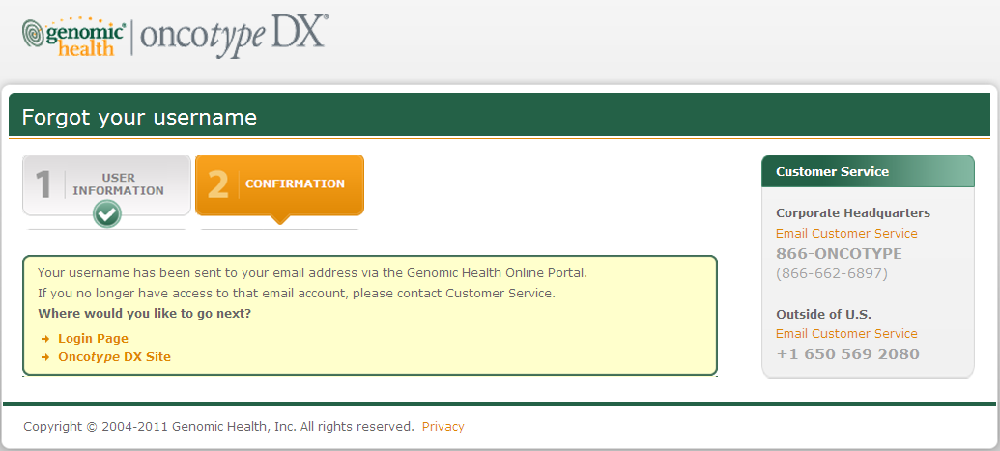 genomic health® | oncotype DX®
Forgot your username
1 USER INFORMATION
2 CONFIRMATION
Your username has been sent to your email address via the Genomic Health Online Portal.
If you no longer have access to that email account, please contact Customer Service.
Where would you like to go next?
Login Page
Oncotype DX Site
Customer Service
Corporate Headquarters
Email Customer Service
866-ONCOTYPE
(866-662-6897)
Outside of U.S.
Email Customer Service
+1 650 569 2080
Copyright © 2004-2011 Genomic Health, Inc. All rights reserved. Privacy